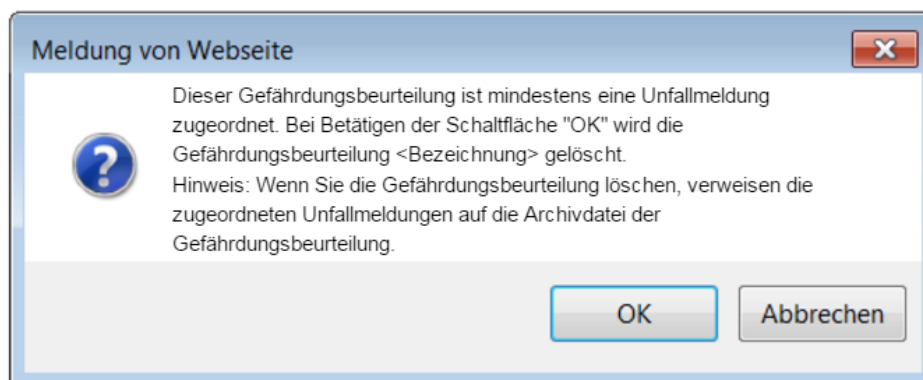 Meldung von Webseite
Dieser Gefährdungsbeurteilung ist mindestens eine Unfallmeldung
zugeordnet. Bei Betätigen der Schaltfläche "OK" wird die
Gefährdungsbeurteilung <Bezeichnung> gelöscht.
Hinweis: Wenn Sie die Gefährdungsbeurteilung löschen, verweisen die
zugeordneten Unfallmeldungen auf die Archivdatei der
Gefährdungsbeurteilung.
OK Abbrechen